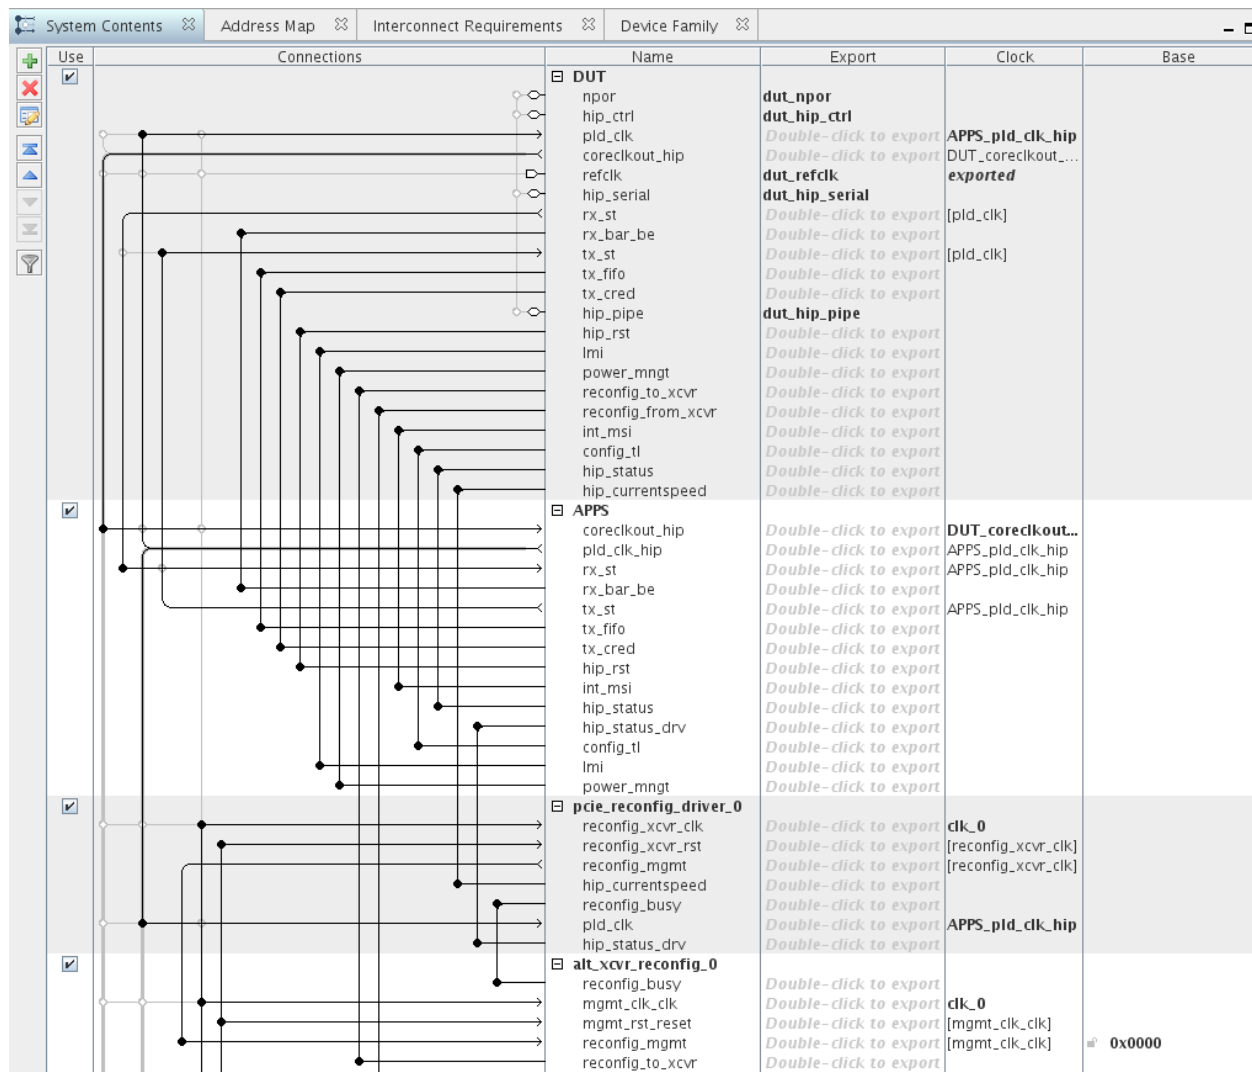 System Contents Address Map Interconnect Requirements Device Family
Use Connections Name Export Clock Base
DUT
npor dut_npor
hip_ctrl dut_hip_ctrl
pld_clk Double-click to export APPS_pld_clk_hip
coreclkout_hip Double-click to export DUT_coreclkout_...
refclk dut_refclk exported
hip_serial dut_hip_serial
rx_st Double-click to export [pld_clk]
rx_bar_be Double-click to export
tx_st Double-click to export [pld_clk]
tx_fifo Double-click to export
tx_cred Double-click to export
hip_pipe dut_hip_pipe
hip_rst Double-click to export
lmi Double-click to export
power_mngt Double-click to export
reconfig_to_xcvr Double-click to export
reconfig_from_xcvr Double-click to export
int_msi Double-click to export
config_tl Double-click to export
hip_status Double-click to export
hip_currentspeed Double-click to export
APPS
coreclkout_hip Double-click to export DUT_coreclkout...
pld_clk_hip Double-click to export APPS_pld_clk_hip
rx_st Double-click to export APPS_pld_clk_hip
rx_bar_be Double-click to export
tx_st Double-click to export APPS_pld_clk_hip
tx_fifo Double-click to export
tx_cred Double-click to export
hip_rst Double-click to export
int_msi Double-click to export
hip_status Double-click to export
hip_status_drv Double-click to export
config_tl Double-click to export
lmi Double-click to export
power_mngt Double-click to export
pcie_reconfig_driver_0
reconfig_xcvr_clk Double-click to export clk_0
reconfig_xcvr_rst Double-click to export [reconfig_xcvr_clk]
reconfig_mgmt Double-click to export [reconfig_xcvr_clk]
hip_currentspeed Double-click to export
reconfig_busy Double-click to export
pld_clk Double-click to export APPS_pld_clk_hip
hip_status_drv Double-click to export
alt_xcvr_reconfig_0
reconfig_busy Double-click to export
mgmt_clk_clk Double-click to export clk_0
mgmt_rst_reset Double-click to export [mgmt_clk_clk]
reconfig_mgmt Double-click to export [mgmt_clk_clk] 0x0000
reconfig_to_xcvr Double-click to export